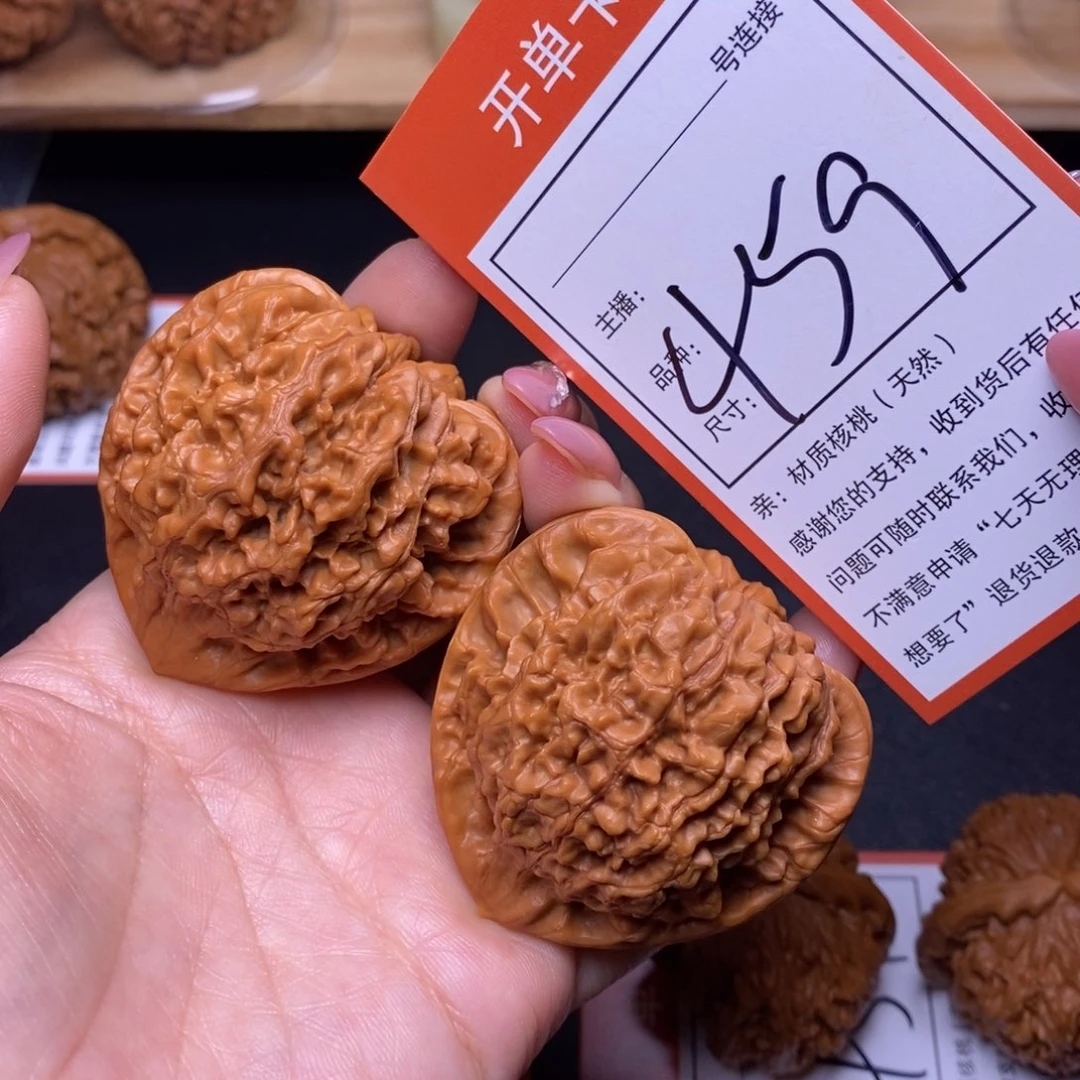 开单卡
号连接
459
主播：
品种：
尺寸：
亲：材质核桃（天然）
感谢您的支持，收到货后有任何
问题可随时联系我们，收
不满意申请“七天无理
想要了”退货退款